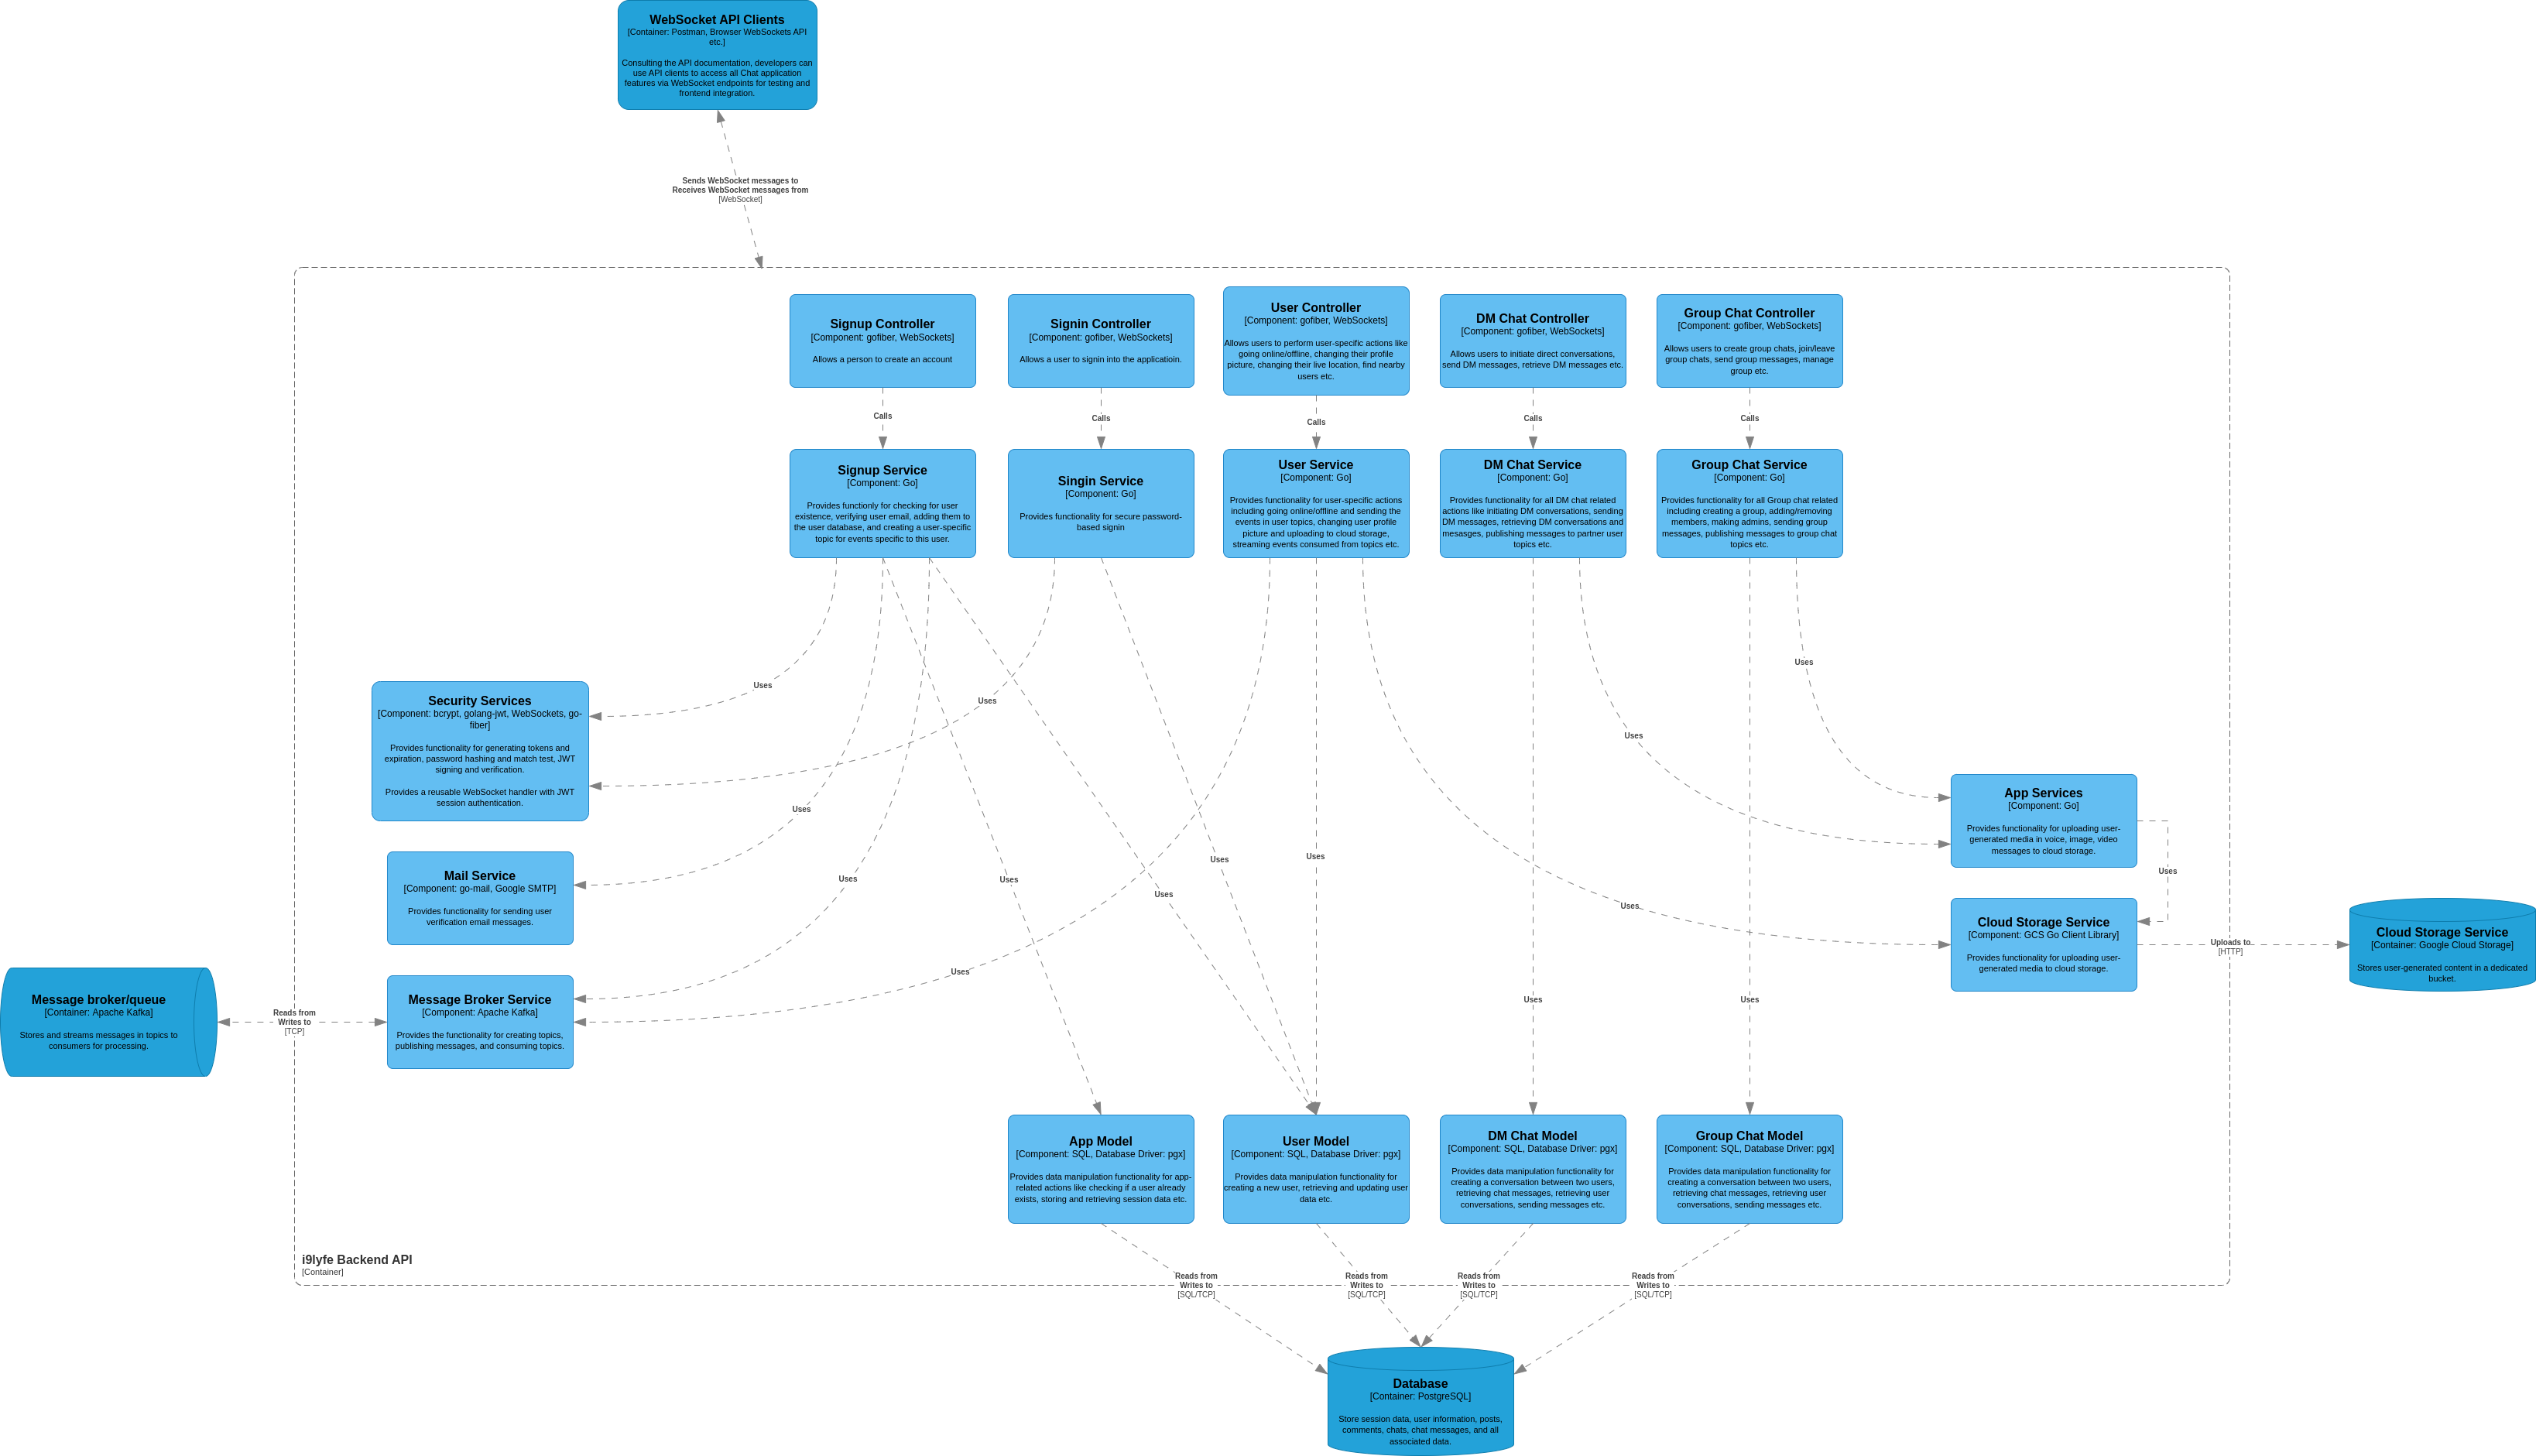 WebSocket API Clients
[Container: Postman, Browser WebSockets API
etc.]
Consulting the API documentation, developers can
use API clients to access all Chat application
features via WebSocket endpoints for testing and
frontend integration.
Sends WebSocket messages to
Receives WebSocket messages from
[WebSocket]
Signup Controller
[Component: gofiber, WebSockets]
Allows a person to create an account
Signin Controller
[Component: gofiber, WebSockets]
Allows a user to signin into the applicatioin.
User Controller
[Component: gofiber, WebSockets]
Allows users to perform user-specific actions like
going online/offline, changing their profile
picture, changing their live location, find nearby
users etc.
DM Chat Controller
[Component: gofiber, WebSockets]
Allows users to initiate direct conversations,
send DM messages, retrieve DM messages etc.
Group Chat Controller
[Component: gofiber, WebSockets]
Allows users to create group chats, join/leave
group chats, send group messages, manage
group etc.
Calls
Calls
Calls
Calls
Calls
Signup Service
[Component: Go]
Provides functionly for checking for user
existence, verifying user email, adding them to
the user database, and creating a user-specific
topic for events specific to this user.
Singin Service
[Component: Go]
Provides functionality for secure password-
based signin
User Service
[Component: Go]
Provides functionality for user-specific actions
including going online/offline and sending the
events in user topics, changing user profile
picture and uploading to cloud storage,
streaming events consumed from topics etc.
DM Chat Service
[Component: Go]
Provides functionality for all DM chat related
actions like initiating DM conversations, sending
DM messages, retrieving DM conversations and
mesasges, publishing messages to partner user
topics etc.
Group Chat Service
[Component: Go]
Provides functionality for all Group chat related
including creating a group, adding/removing
members, making admins, sending group
messages, publishing messages to group chat
topics etc.
Uses
Uses
Uses
Uses
Security Services
[Component: bcrypt, golang-jwt, WebSockets, go-
fiber]
Provides functionality for generating tokens and
expiration, password hashing and match test, JWT
signing and verification.
Provides a reusable WebSocket handler with JWT
session authentication.
App Services
[Component: Go]
Provides functionality for uploading user-
generated media in voice, image, video
messages to cloud storage.
Uses
Uses
Uses
Uses
Uses
Mail Service
[Component: go-mail, Google SMTP]
Provides functionality for sending user
verification email messages.
Uses
Uses
Uses
Uses
Cloud Storage Service
[Component: GCS Go Client Library]
Provides functionality for uploading user-
generated media to cloud storage.
Uploads to
[HTTP]
Cloud Storage Service
[Container: Google Cloud Storage]
Stores user-generated content in a dedicated
bucket.
Uses
Message broker/queue
[Container: Apache Kafka]
Stores and streams messages in topics to
consumers for processing.
Reads from
Writes to
[TCP]
Message Broker Service
[Component: Apache Kafka]
Provides the functionality for creating topics,
publishing messages, and consuming topics.
Uses
Uses
App Model
[Component: SQL, Database Driver: pgx]
Provides data manipulation functionality for app-
related actions like checking if a user already
exists, storing and retrieving session data etc.
User Model
[Component: SQL, Database Driver: pgx]
Provides data manipulation functionality for
creating a new user, retrieving and updating user
data etc.
DM Chat Model
[Component: SQL, Database Driver: pgx]
Provides data manipulation functionality for
creating a conversation between two users,
retrieving chat messages, retrieving user
conversations, sending messages etc.
Group Chat Model
[Component: SQL, Database Driver: pgx]
Provides data manipulation functionality for
creating a conversation between two users,
retrieving chat messages, retrieving user
conversations, sending messages etc.
i9lyfe Backend API
[Container]
Reads from
Writes to
[SQL/TCP]
Reads from
Writes to
[SQL/TCP]
Reads from
Writes to
[SQL/TCP]
Reads from
Writes to
[SQL/TCP]
Database
[Container: PostgreSQL]
Store session data, user information, posts,
comments, chats, chat messages, and all
associated data.